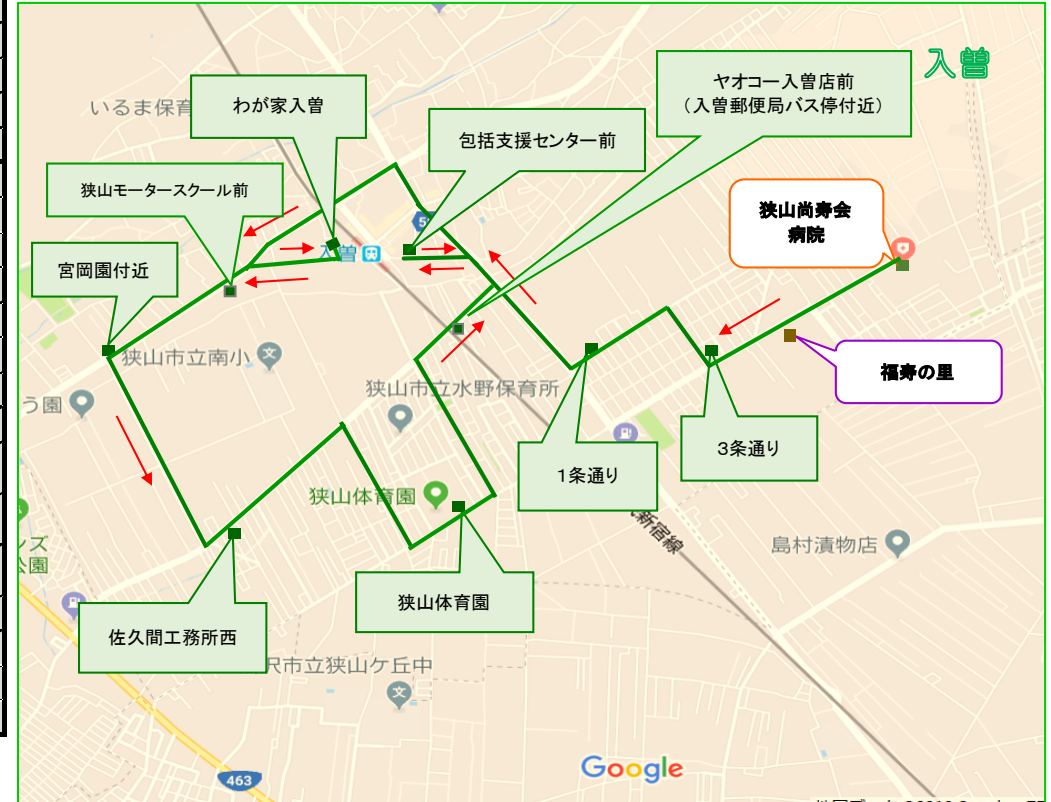 入曽
ヤオコー入曽店前
（入曽郵便局バス停付近）
いるま保育
わが家入曽
包括支援センター前
狭山モータースクール前
狭山尚寿会
病院
入曽
宮岡園付近
狭山市立南小
福寿の里
狭山市立水野保育所
う園
3条通り
1条通り
狭山体育園
新宿線
島村漬物店
ンズ
公園
狭山体育園
佐久間工務所西
沢市立狭山ケ丘中
463
Google